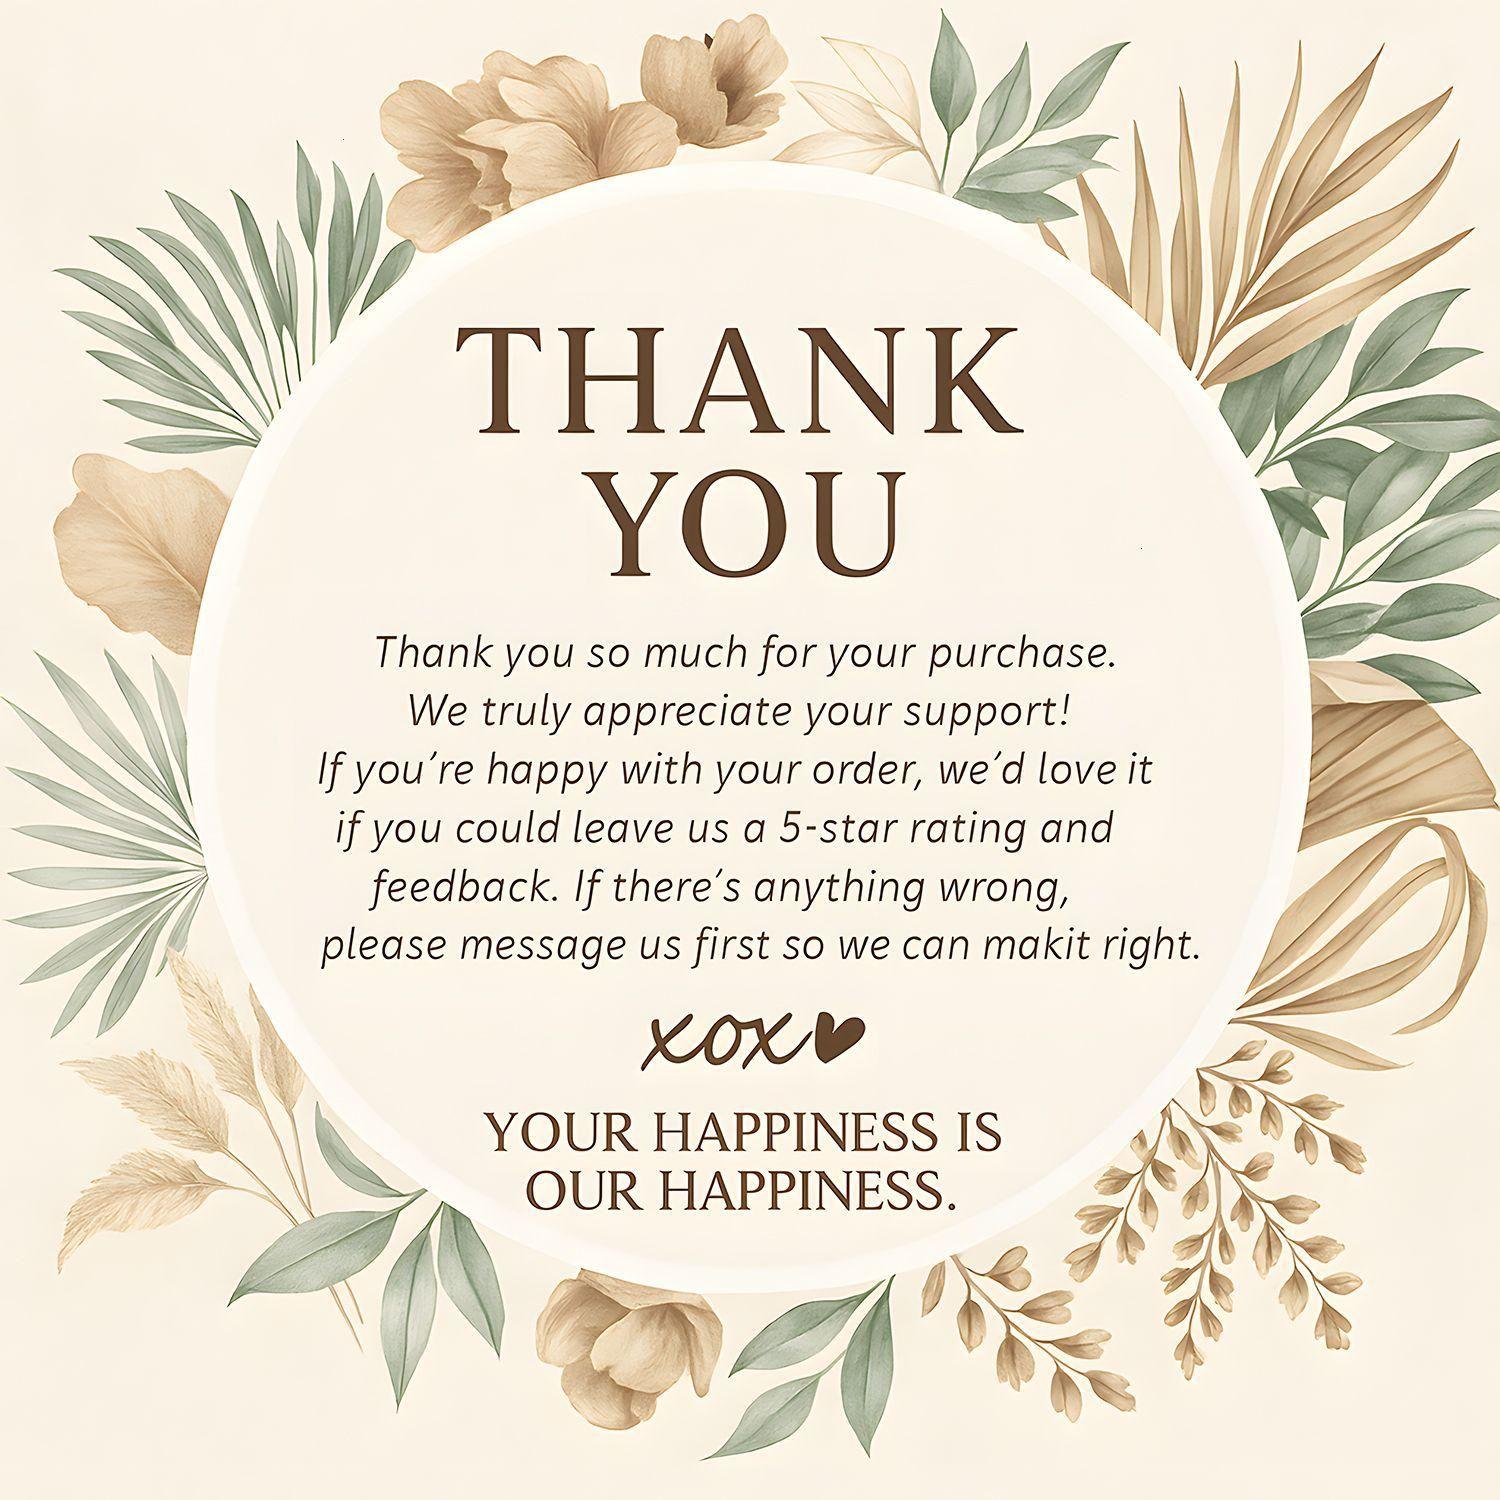 THANK
YOU
Thank you so much for your purchase.
We truly appreciate your support!
If you’re happy with your order, we’d love it
if you could leave us a 5-star rating and
feedback. If there’s anything wrong,
please message us first so we can makit right.
xox
YOUR HAPPINESS IS
OUR HAPPINESS.